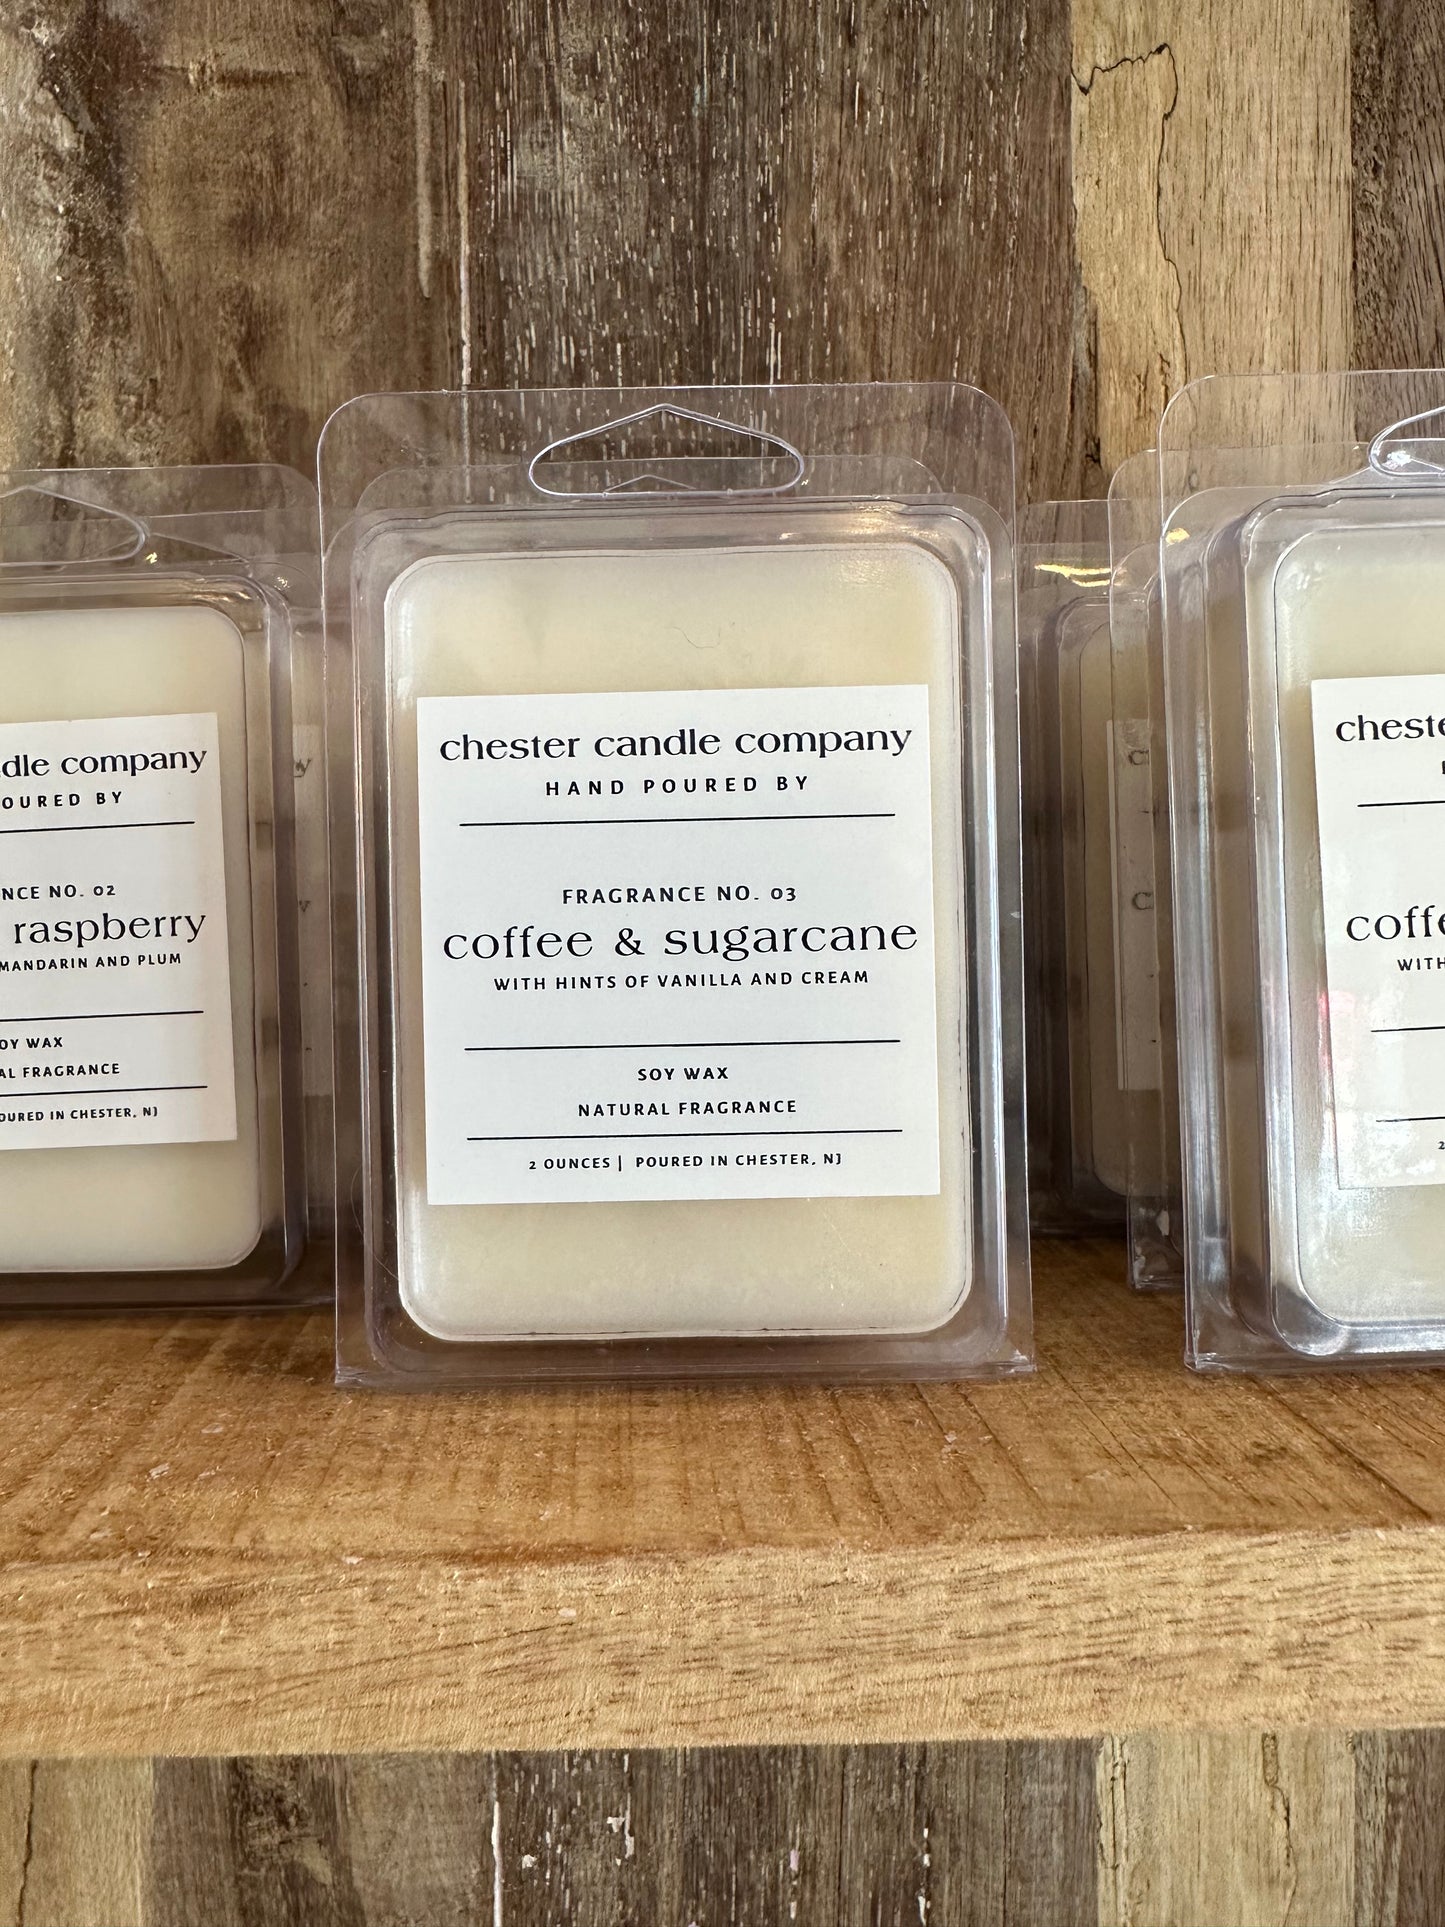 dle company
OURED BY
NCE NO. 02
raspberry
MANDARIN AND PLUM
OY WAX
AL FRAGRANCE
OURED IN CHESTER, NJ
chester candle company
HAND POURED BY
FRAGRANCE NO. 03
coffee & sugarcane
WITH HINTS OF VANILLA AND CREAM
SOY WAX
NATURAL FRAGRANCE
2 OUNCES | POURED IN CHESTER, NJ
cheste
coffe
WITH
2